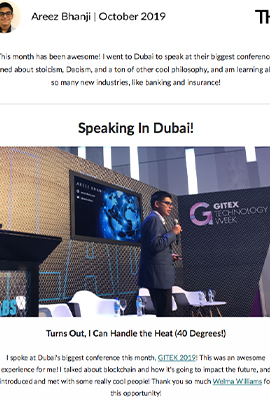 Areez Bhanji | October 2019
This month has been awesome! I went to Dubai to speak at their biggest conference
ned about stoicism, Daoism, and a ton of other cool philosophy, and am learning a
so many new industries, like banking and insurance!
Speaking In Dubai!
AREEZ BHANJI
GITEX
TECHNOLOGY
WEEK
Turns Out, I Can Handle the Heat (40 Degrees!)
I spoke at Dubai's biggest conference this month, GITEX 2019! This was an awesome
experience for me! I talked about blockchain and how it's going to impact the future, and
introduced and met with some really cool people! Thank you so much Welma Williams fo
this opportunity!